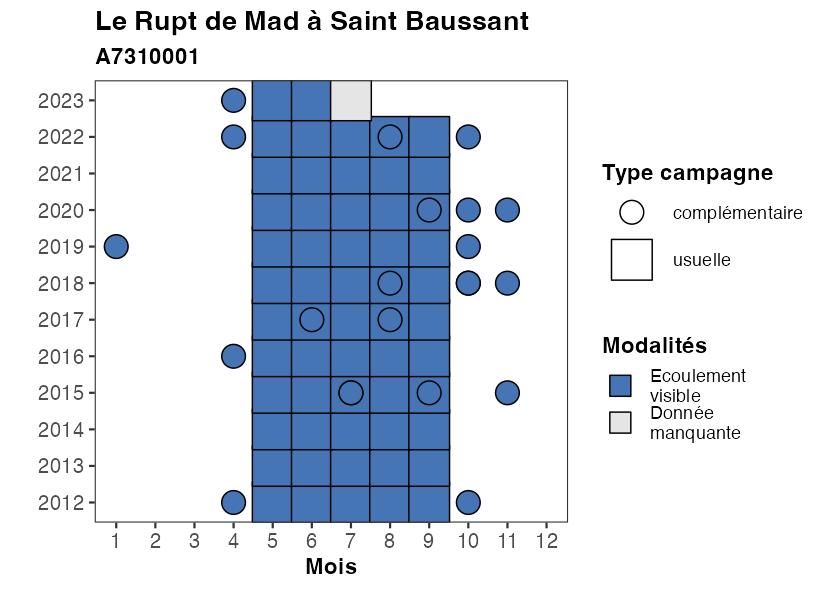 Le Rupt de Mad à Saint Baussant
A7310001
2023
2022
2021
2020
2019
2018
2017
2016
2015
2014
2013
2012
1 2 3 4 5 6 7 8 9 10 11 12
Mois
Type campagne
complémentaire
usuelle
Modalités
Ecoulement
visible
Donnée
manquante